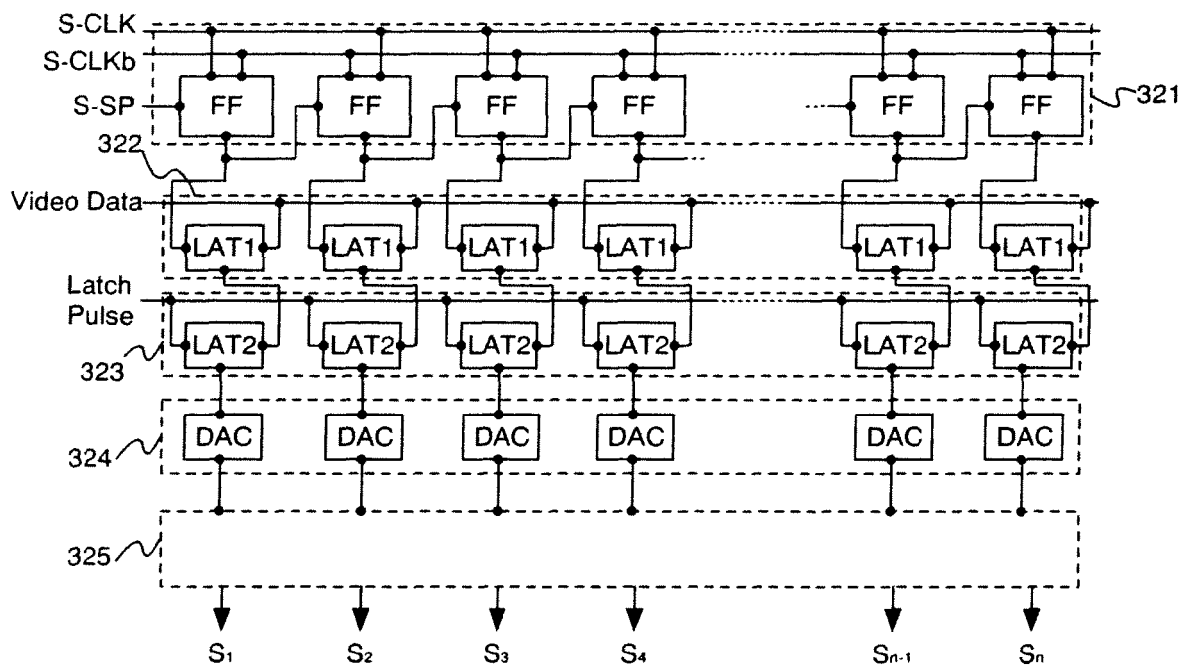 S-CLK
S-CLKb
S-SP
FF FF FF FF FF FF
321
322
Video Data
LAT1 LAT1 LAT1 LAT1 LAT1 LAT1
Latch
Pulse
LAT2 LAT2 LAT2 LAT2 LAT2 LAT2
323
DAC DAC DAC DAC DAC DAC
324
325
S1 S2 S3 S4 Sn-1 Sn